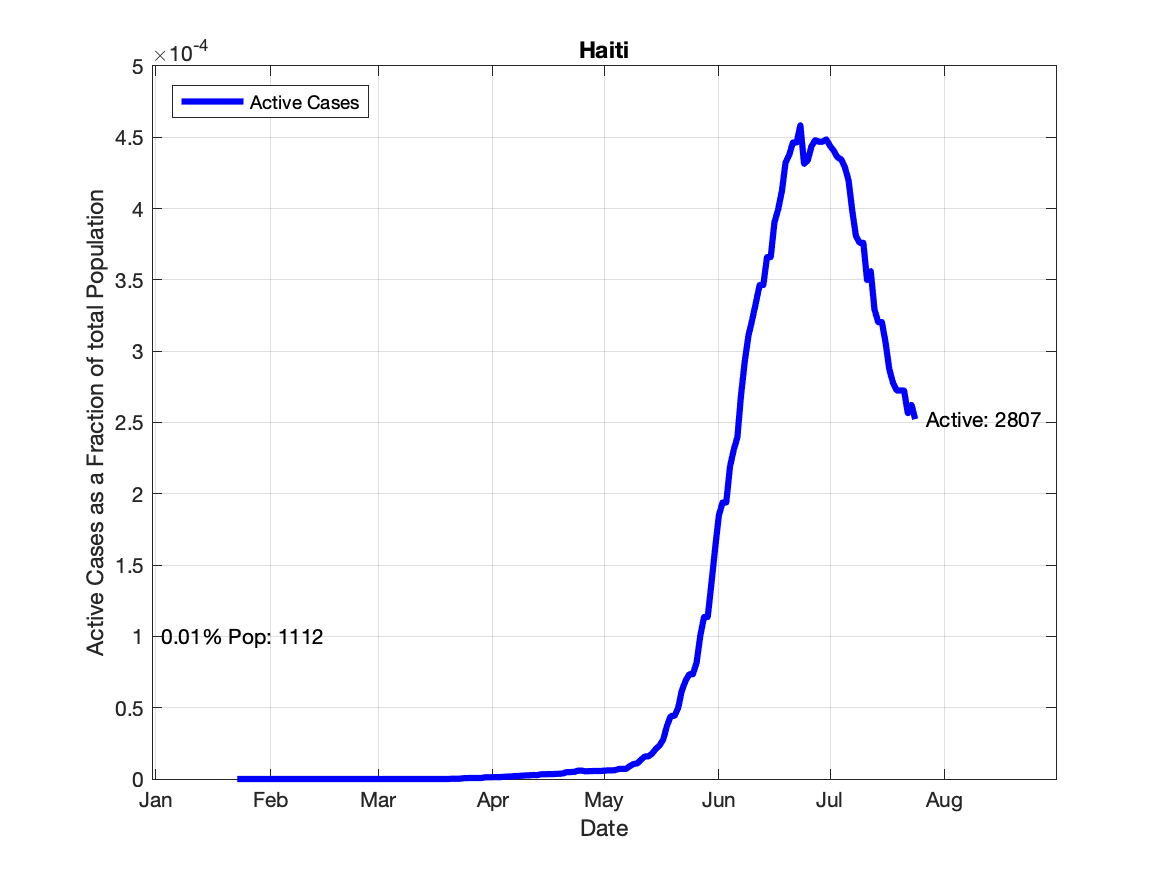 Haiti
×10-4
Active Cases
5
4.5
4
3.5
3
2.5
2
1.5
1
0.5
0
Active Cases as a Fraction of total Population
Active: 2807
0.01% Pop: 1112
Jan Feb Mar Apr May Jun Jul Aug
Date